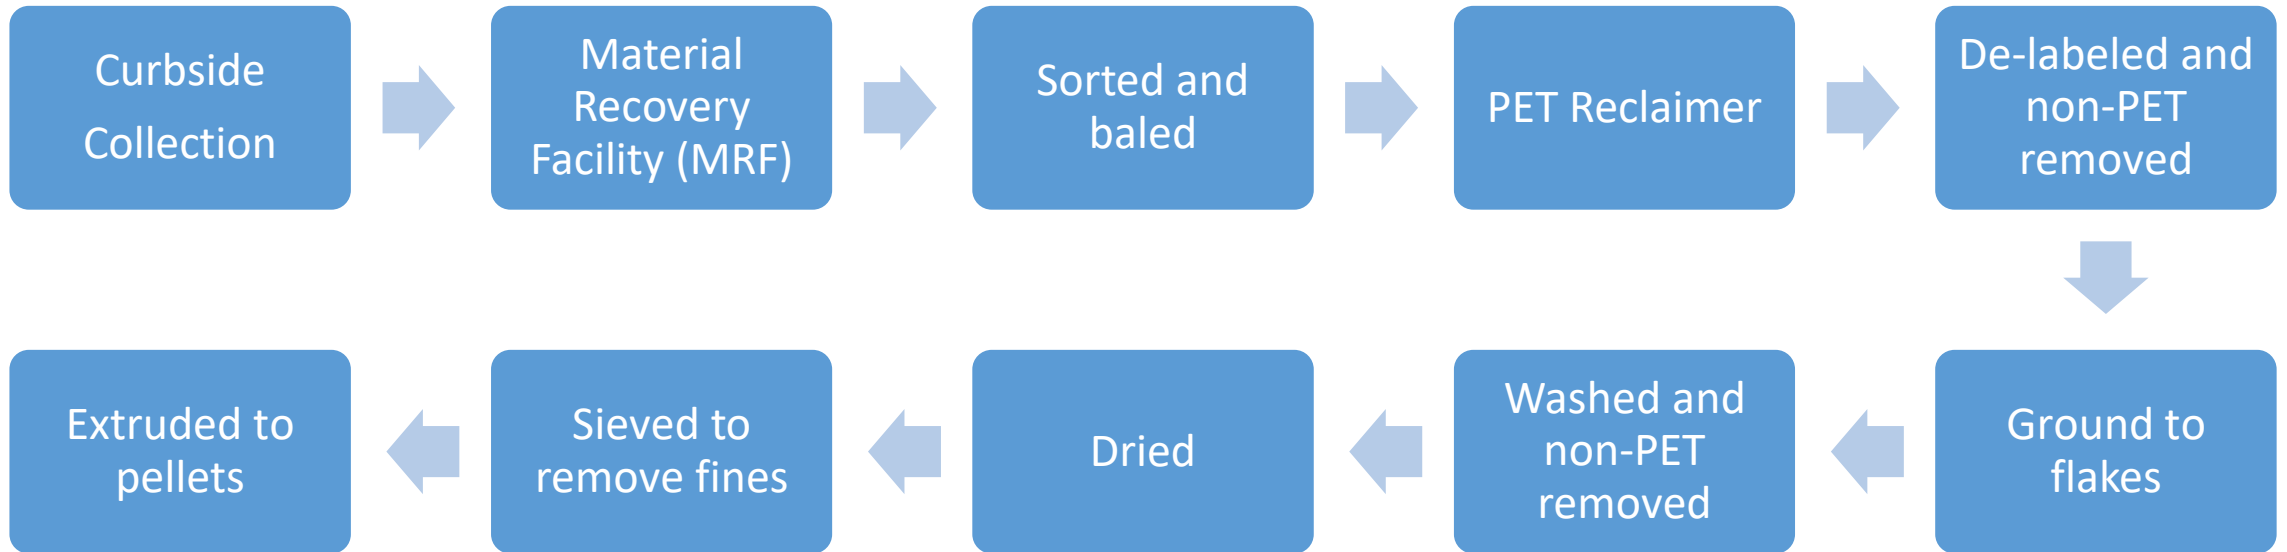 Curbside
Collection
Material
Recovery
Facility (MRF)
Sorted and
baled
PET Reclaimer
De-labeled and
non-PET
removed
Ground to
flakes
Washed and
non-PET
removed
Dried
Sieved to
remove fines
Extruded to
pellets